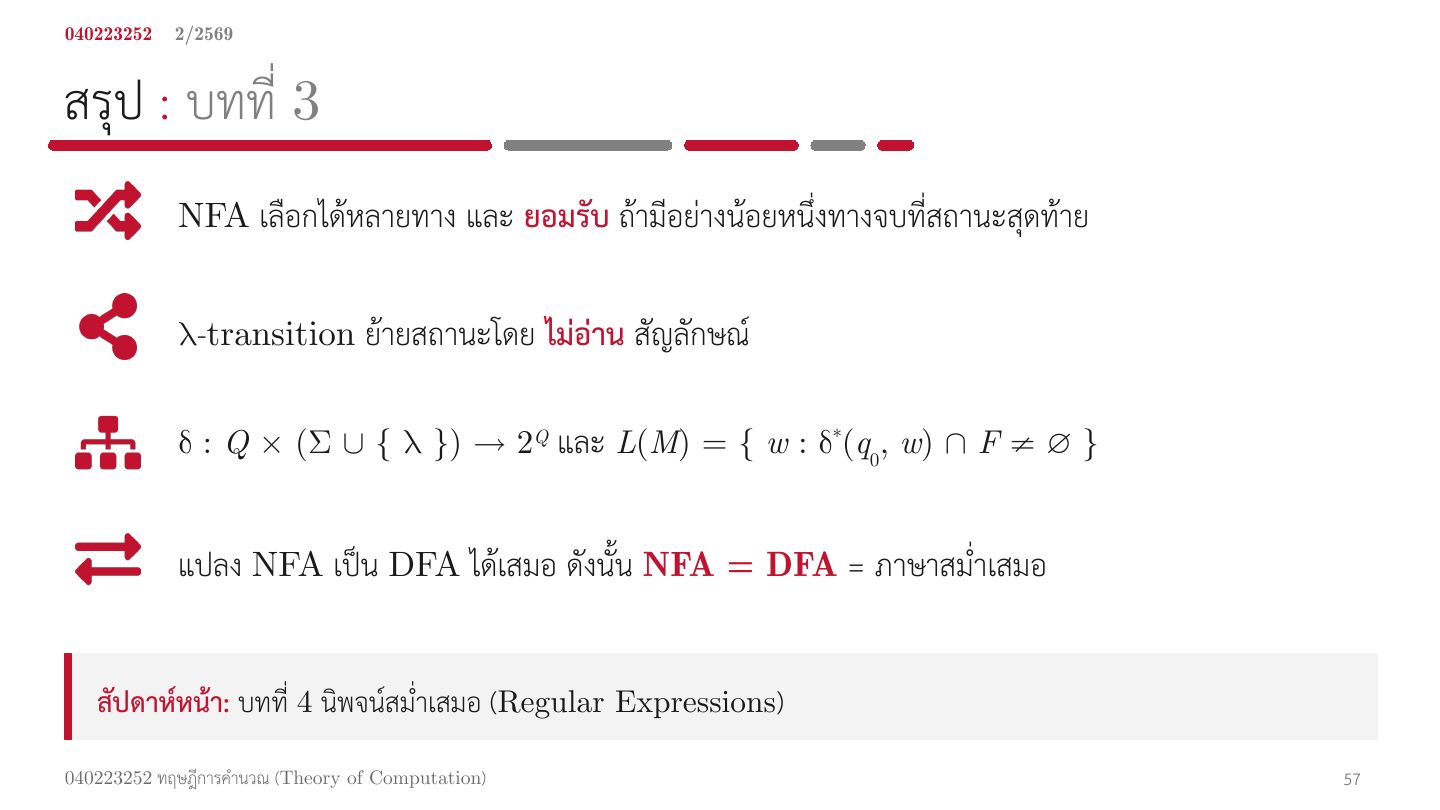 040223252 2/2569
สรุป : บทที่ 3
NFA เลือกได้หลายทาง และ ยอมรับ ถ้ามีอย่างน้อยหนึ่งทางจบที่สถานะสุดท้าย
λ-transition ย้ายสถานะโดย ไม่อ่าน สัญลักษณ์
δ : Q × (Σ ∪ { λ }) → 2^Q และ L(M) = { w : δ*(q₀, w) ∩ F ≠ ∅ }
แปลง NFA เป็น DFA ได้เสมอ ดังนั้น NFA = DFA = ภาษาสม่ำเสมอ
สัปดาห์หน้า: บทที่ 4 นิพจน์สม่ำเสมอ (Regular Expressions)
040223252 ทฤษฎีการคำนวณ (Theory of Computation) 57